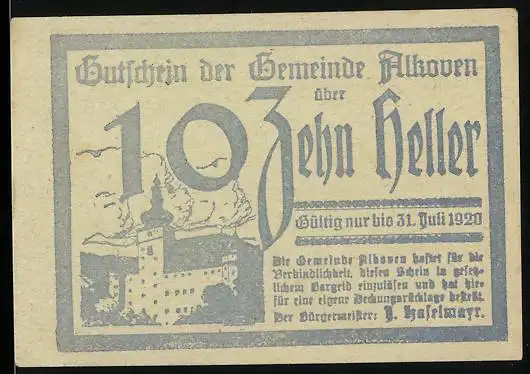 Gutschein der Gemeinde Alkoven
über
10 Zehn Heller
Gültig nur bis 31. Juli 1920
Die Gemeinde Alkoven haftet für die
Verbindlichkeit, diesen Schein in gesetz-
lichem Bargeld einzulösen und hat hie-
für eine eigene Deckungsrücklage bestellt.
Der Bürgermeister: J. Haselmayr.